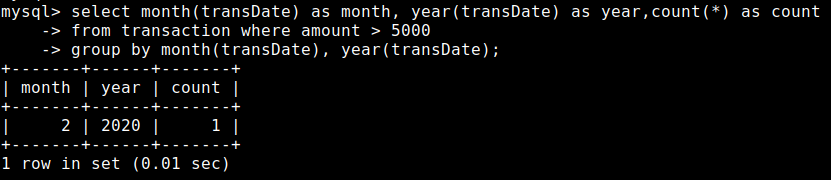 mysql> select month(transDate) as month, year(transDate) as year,count(*) as count
    -> from transaction where amount > 5000
    -> group by month(transDate), year(transDate);
+-------+------+-------+
| month | year | count |
+-------+------+-------+
|     2 | 2020 |     1 |
+-------+------+-------+
1 row in set (0.01 sec)